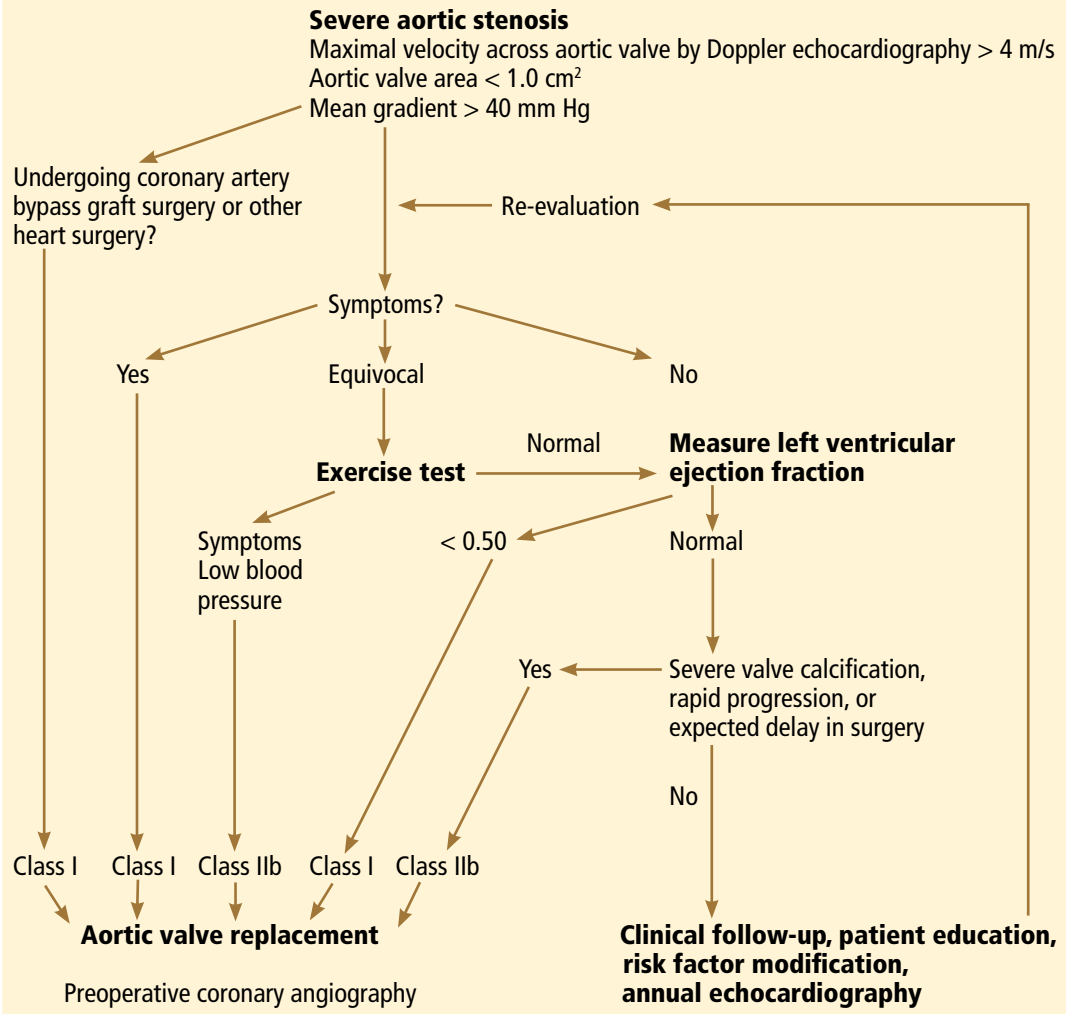 Severe aortic stenosis
Maximal velocity across aortic valve by Doppler echocardiography > 4 m/s
Aortic valve area < 1.0 cm²
Mean gradient > 40 mm Hg
Undergoing coronary artery
bypass graft surgery or other
heart surgery?
Re-evaluation
Symptoms?
Yes
Equivocal
No
Exercise test
Normal
Measure left ventricular
ejection fraction
Symptoms
Low blood
pressure
< 0.50
Normal
Yes
Severe valve calcification,
rapid progression, or
expected delay in surgery
No
Class I
Class I
Class IIb
Class I
Class IIb
Aortic valve replacement
Preoperative coronary angiography
Clinical follow-up, patient education,
risk factor modification,
annual echocardiography